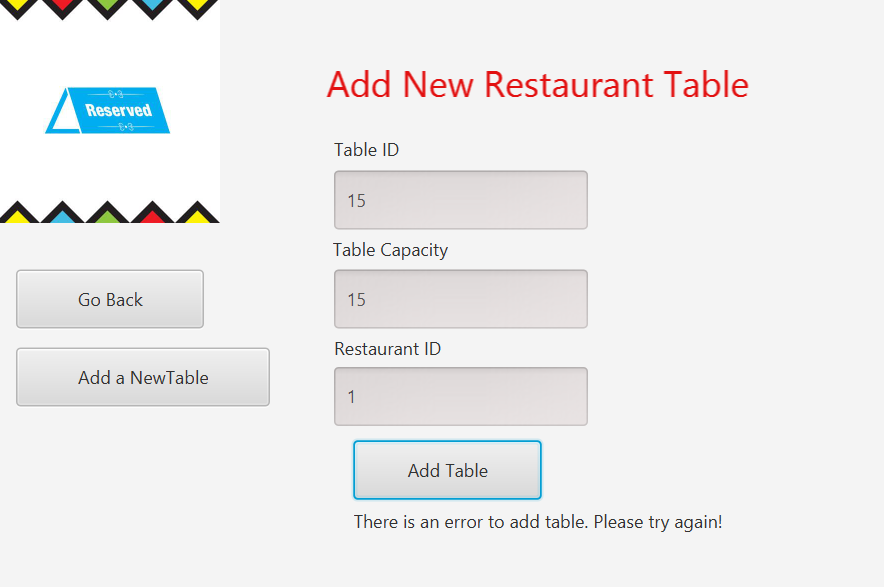 Reserved
Add New Restaurant Table
Table ID
15
Table Capacity
15
Restaurant ID
1
Go Back
Add a NewTable
Add Table
There is an error to add table. Please try again!